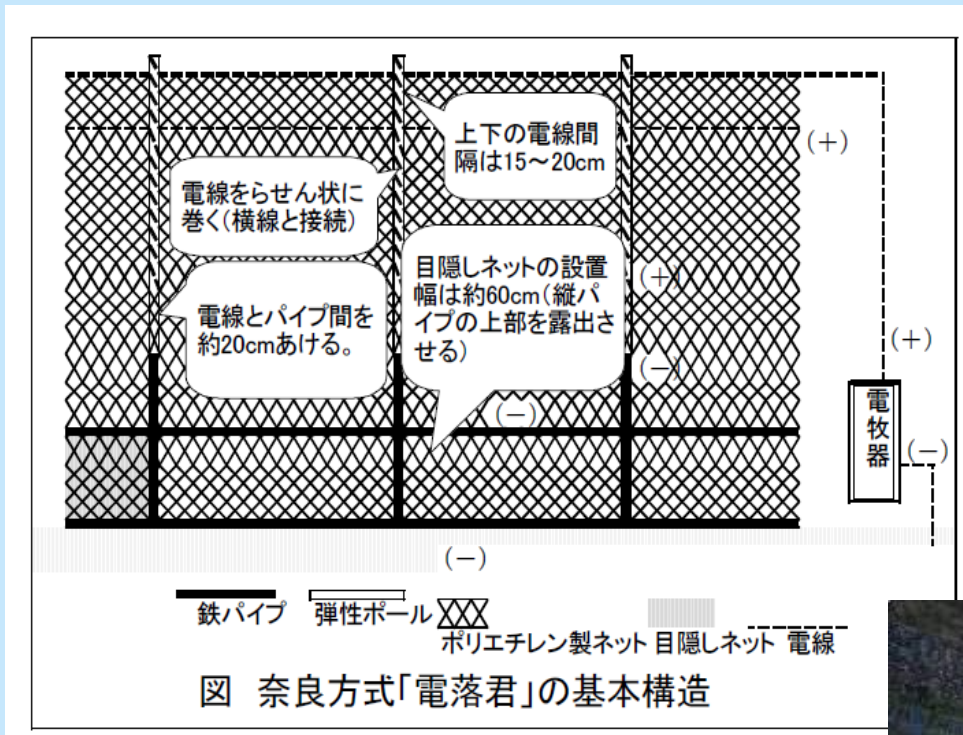 上下の電線間
隔は15～20cm
(+)
電線をらせん状に
巻く(横線と接続)
目隠しネットの設置
幅は約60cm(縦パ
イプの上部を露出さ
せる)
(+)
電線とパイプ間を
約20cmあける。
(+)
(-)
(-)
電牧器
(-)
(-)
鉄パイプ 弾性ポール
ポリエチレン製ネット 目隠しネット 電線
図 奈良方式「電落君」の基本構造